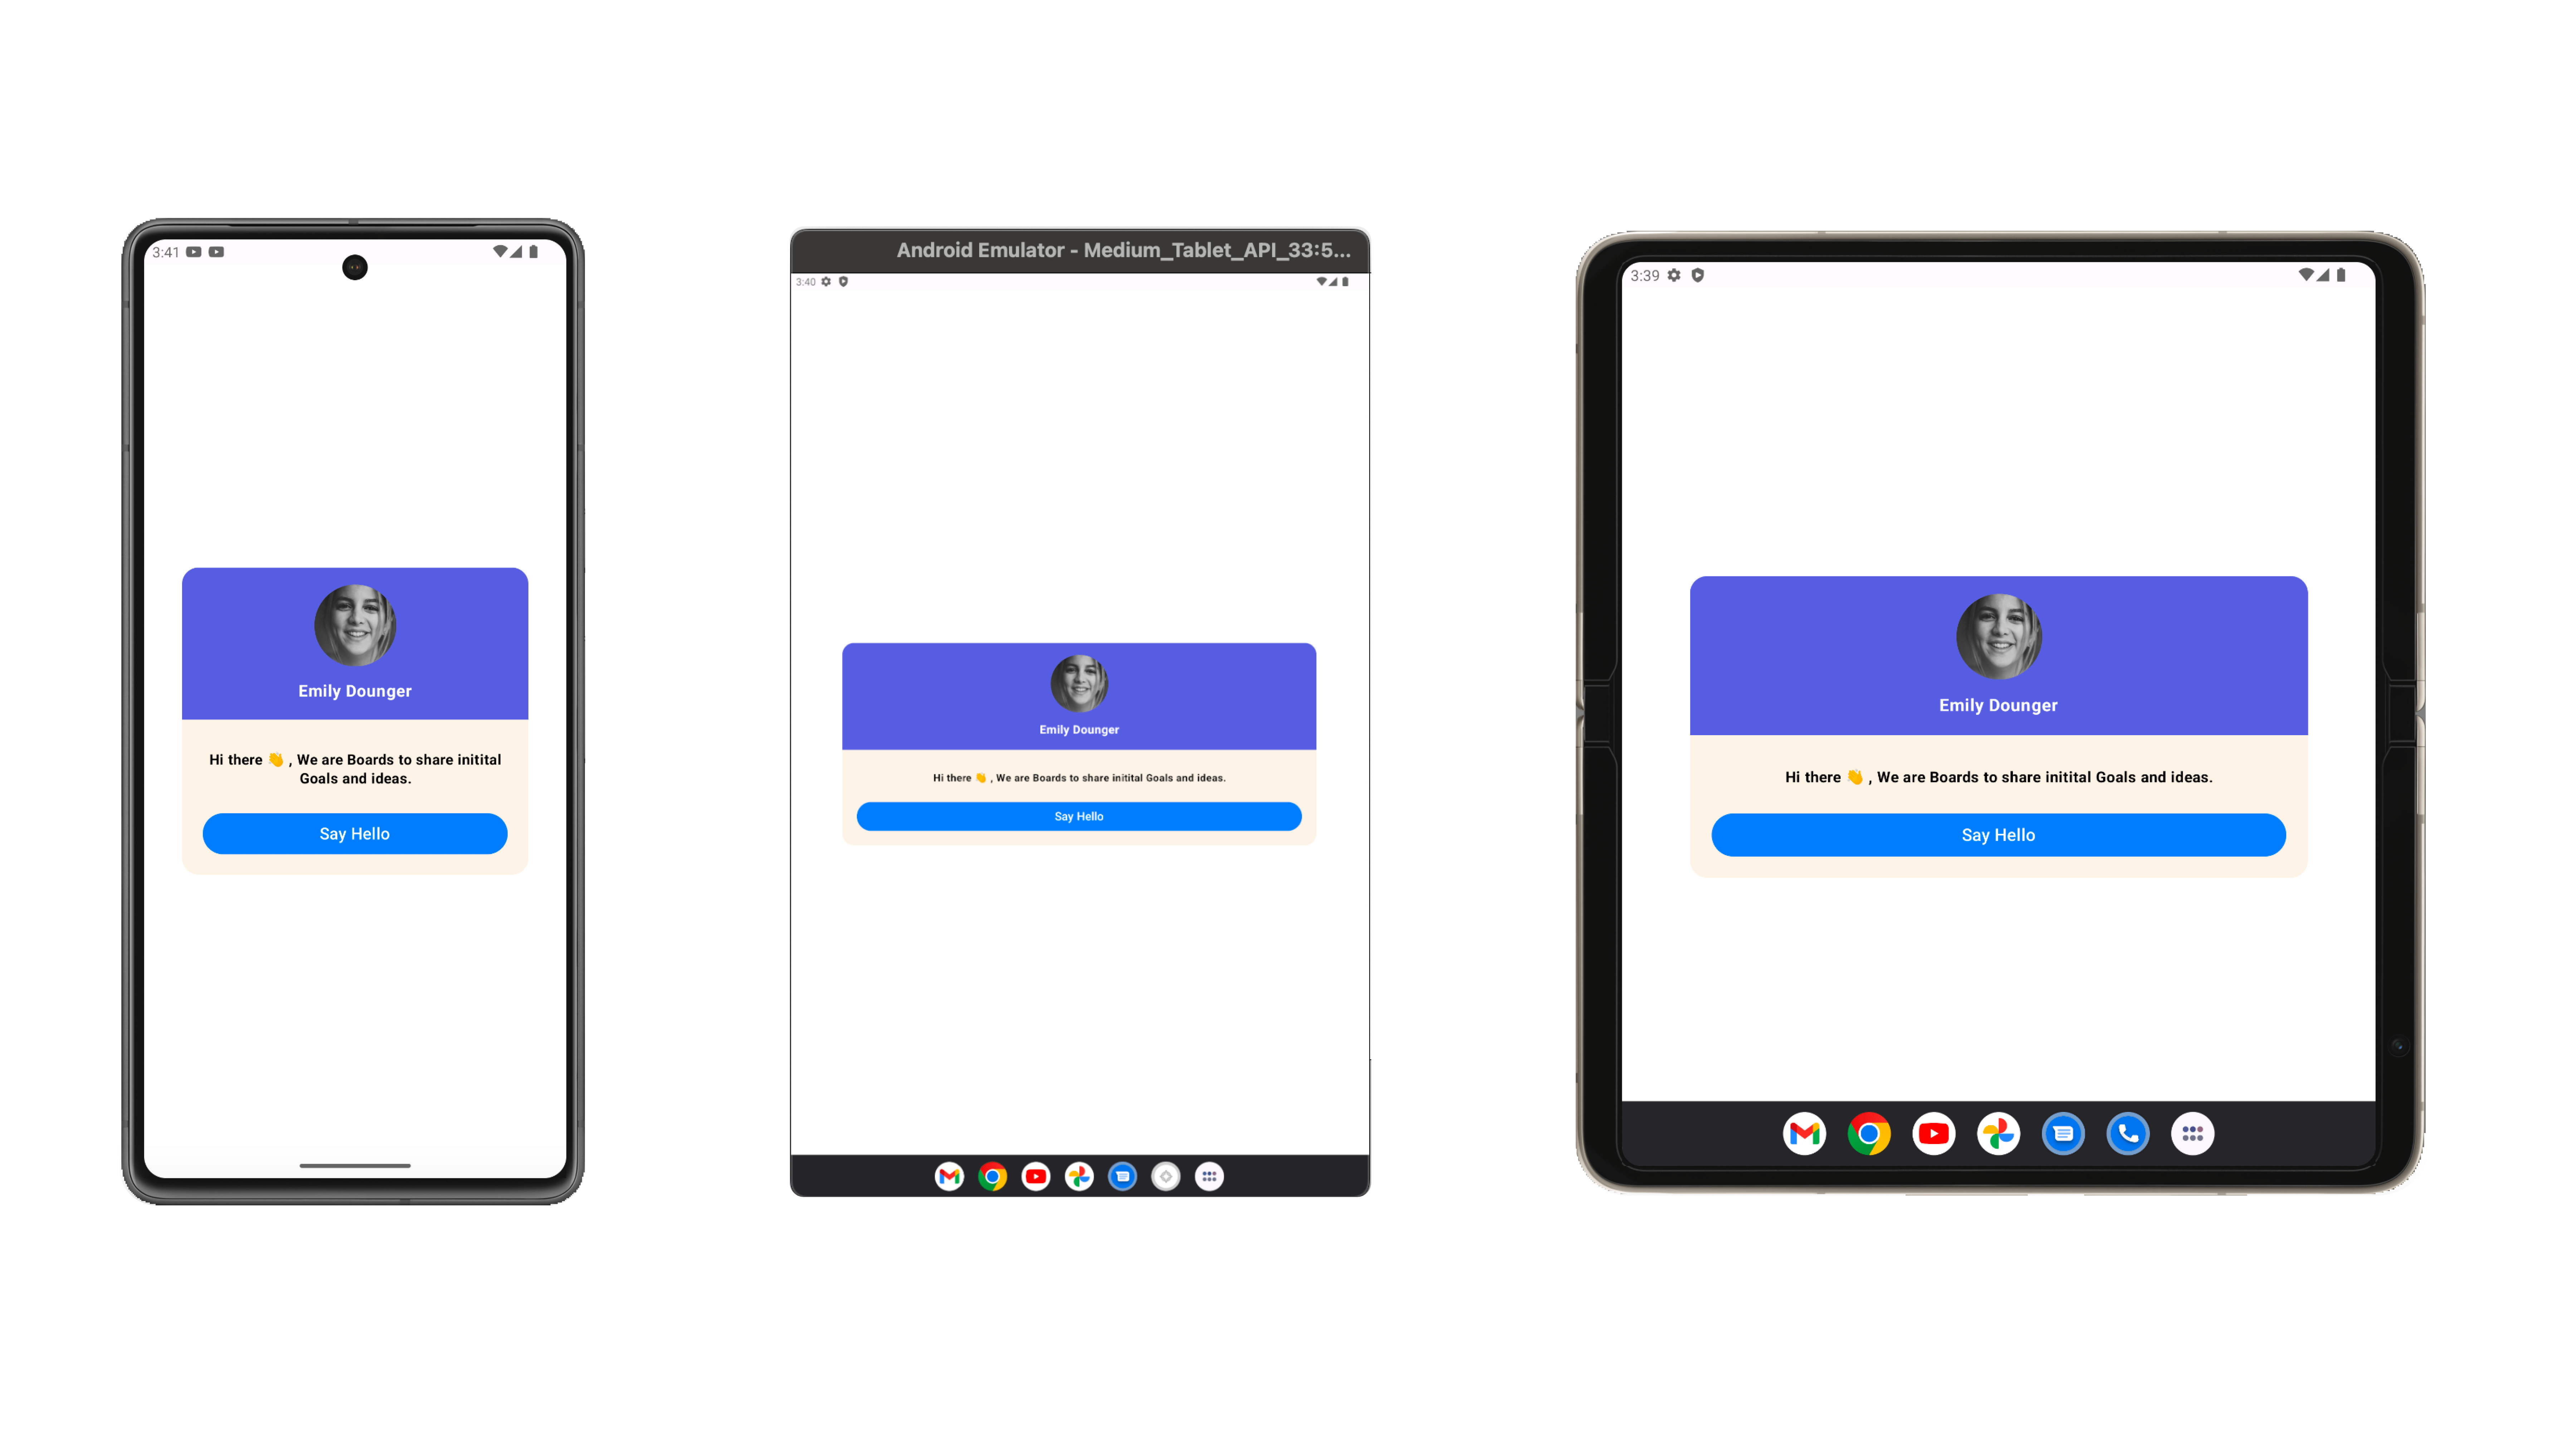 3:41
Emily Dounger
Hi there 👋 , We are Boards to share initital
Goals and ideas.
Say Hello
Android Emulator - Medium_Tablet_API_33:5...
3:40
Emily Dounger
Hi there 👋 , We are Boards to share initital Goals and ideas.
Say Hello
3:39
Emily Dounger
Hi there 👋 , We are Boards to share initital Goals and ideas.
Say Hello